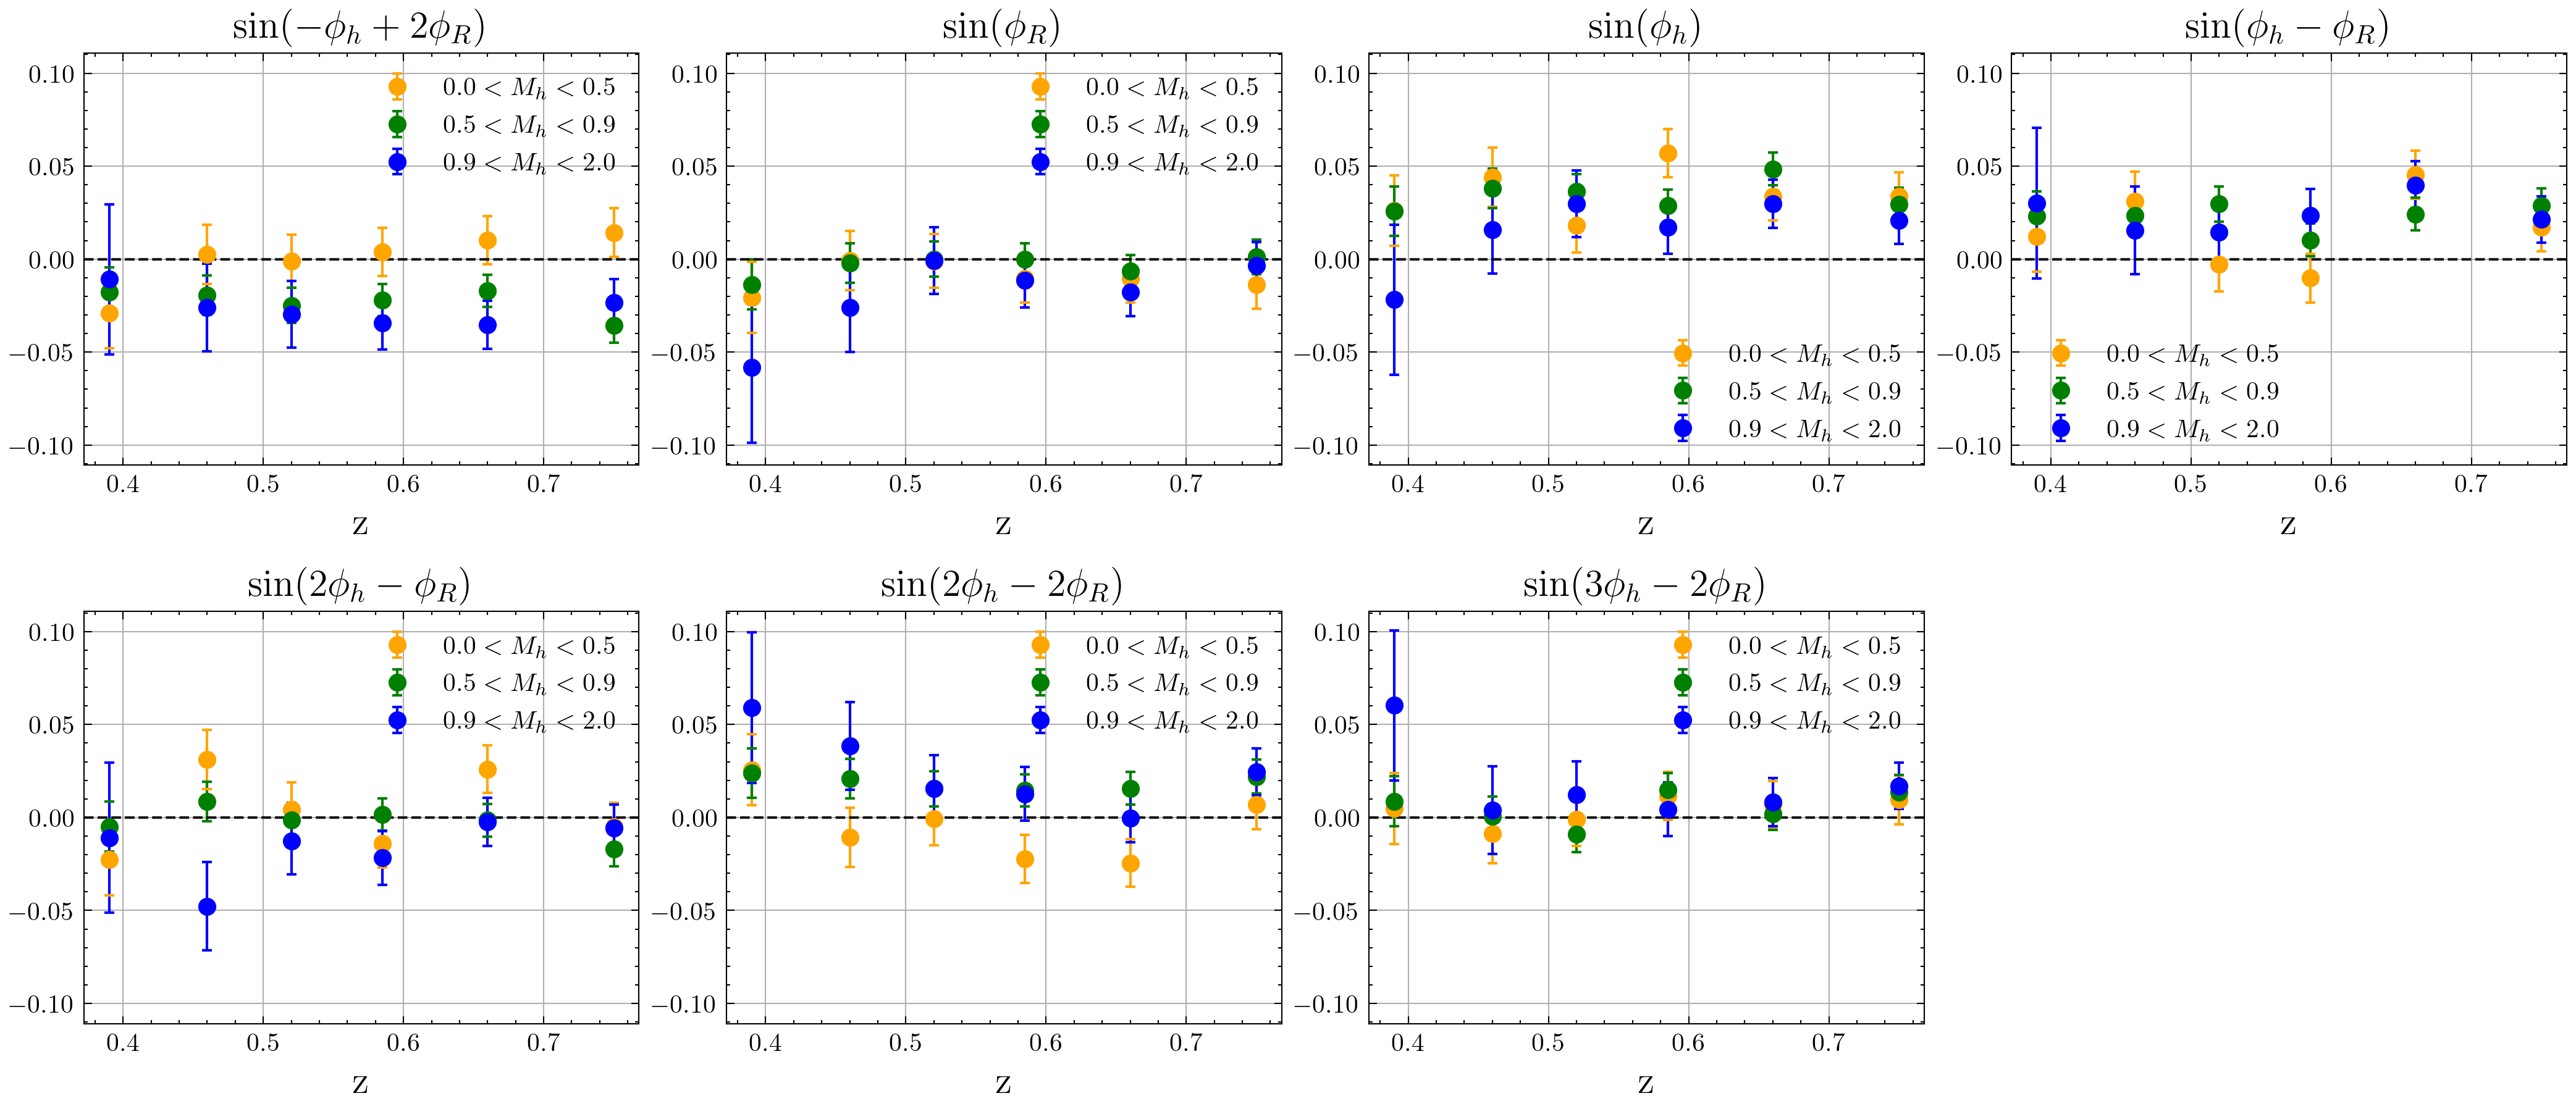 sin(−ϕ_h + 2ϕ_R)
0.10
0.05
0.00
−0.05
−0.10
0.0 < M_h < 0.5
0.5 < M_h < 0.9
0.9 < M_h < 2.0
0.4 0.5 0.6 0.7
z
sin(ϕ_R)
0.10
0.05
0.00
−0.05
−0.10
0.0 < M_h < 0.5
0.5 < M_h < 0.9
0.9 < M_h < 2.0
0.4 0.5 0.6 0.7
z
sin(ϕ_h)
0.10
0.05
0.00
−0.05
−0.10
0.0 < M_h < 0.5
0.5 < M_h < 0.9
0.9 < M_h < 2.0
0.4 0.5 0.6 0.7
z
sin(ϕ_h − ϕ_R)
0.10
0.05
0.00
−0.05
−0.10
0.0 < M_h < 0.5
0.5 < M_h < 0.9
0.9 < M_h < 2.0
0.4 0.5 0.6 0.7
z
sin(2ϕ_h − ϕ_R)
0.10
0.05
0.00
−0.05
−0.10
0.0 < M_h < 0.5
0.5 < M_h < 0.9
0.9 < M_h < 2.0
0.4 0.5 0.6 0.7
z
sin(2ϕ_h − 2ϕ_R)
0.10
0.05
0.00
−0.05
−0.10
0.0 < M_h < 0.5
0.5 < M_h < 0.9
0.9 < M_h < 2.0
0.4 0.5 0.6 0.7
z
sin(3ϕ_h − 2ϕ_R)
0.10
0.05
0.00
−0.05
−0.10
0.0 < M_h < 0.5
0.5 < M_h < 0.9
0.9 < M_h < 2.0
0.4 0.5 0.6 0.7
z